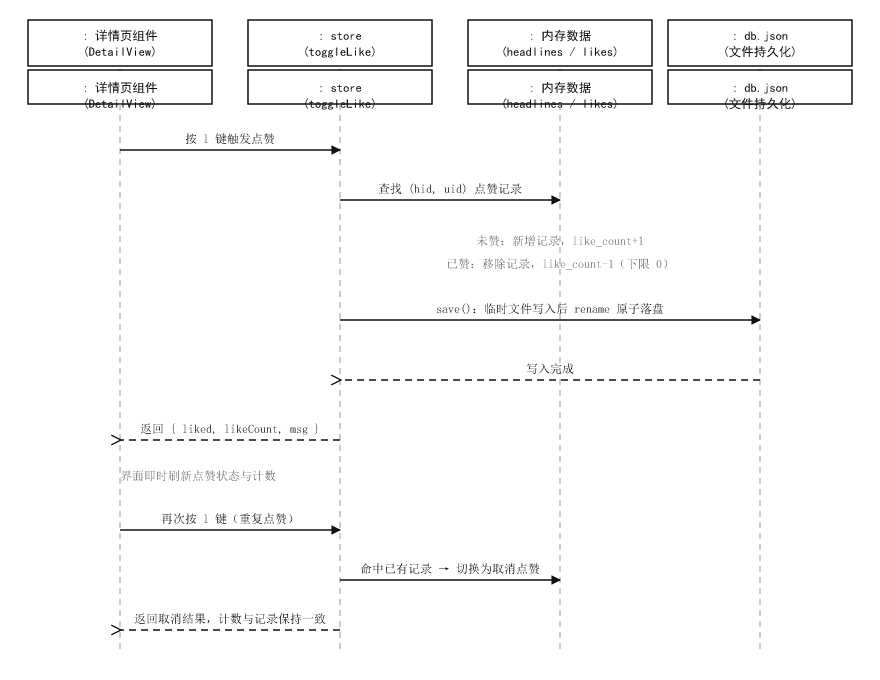 : 详情页组件
(DetailView)
: store
(toggleLike)
: 内存数据
(headlines / likes)
: db.json
(文件持久化)
: 详情页组件
(DetailView)
: store
(toggleLike)
: 内存数据
(headlines / likes)
: db.json
(文件持久化)
按 l 键触发点赞
查找 (hid, uid) 点赞记录
未赞: 新增记录, like_count+1
已赞: 移除记录, like_count-1（下限 0）
save(): 临时文件写入后 rename 原子落盘
写入完成
返回 { liked, likeCount, msg }
界面即时刷新点赞状态与计数
再次按 l 键（重复点赞）
命中已有记录 → 切换为取消点赞
返回取消结果, 计数与记录保持一致